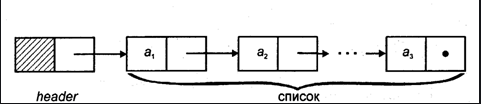 a₁ a₂ ... a₃
header список